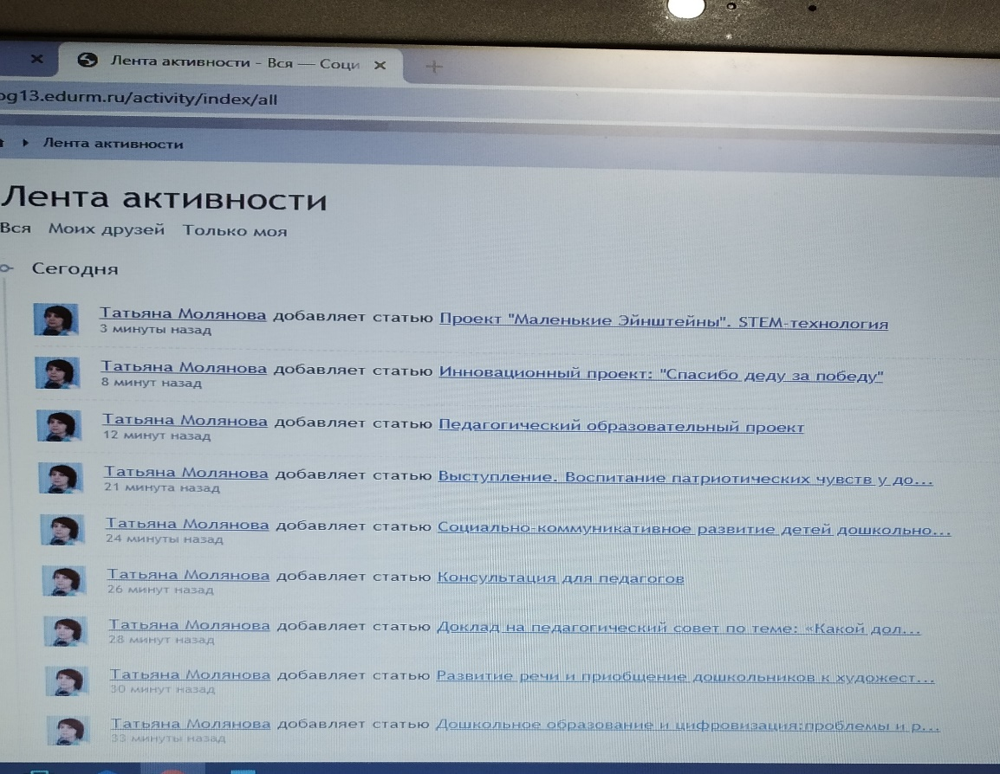 Лента активности - Вся — Соци
og13.edurm.ru/activity/index/all
Лента активности
Лента активности
Вся Моих друзей Только моя
Сегодня
Татьяна Молянова добавляет статью Проект "Маленькие Эйнштейны". STEM-технология
3 минуты назад
Татьяна Молянова добавляет статью Инновационный проект: "Спасибо деду за победу"
8 минут назад
Татьяна Молянова добавляет статью Педагогический образовательный проект
12 минут назад
Татьяна Молянова добавляет статью Выступление. Воспитание патриотических чувств у до...
21 минута назад
Татьяна Молянова добавляет статью Социально-коммуникативное развитие детей дошкольно...
24 минуты назад
Татьяна Молянова добавляет статью Консультация для педагогов
26 минут назад
Татьяна Молянова добавляет статью Доклад на педагогический совет по теме: «Какой дол...
28 минут назад
Татьяна Молянова добавляет статью Развитие речи и приобщение дошкольников к художест...
30 минут назад
Татьяна Молянова добавляет статью Дошкольное образование и цифровизация:проблемы и р...
33 минуты назад